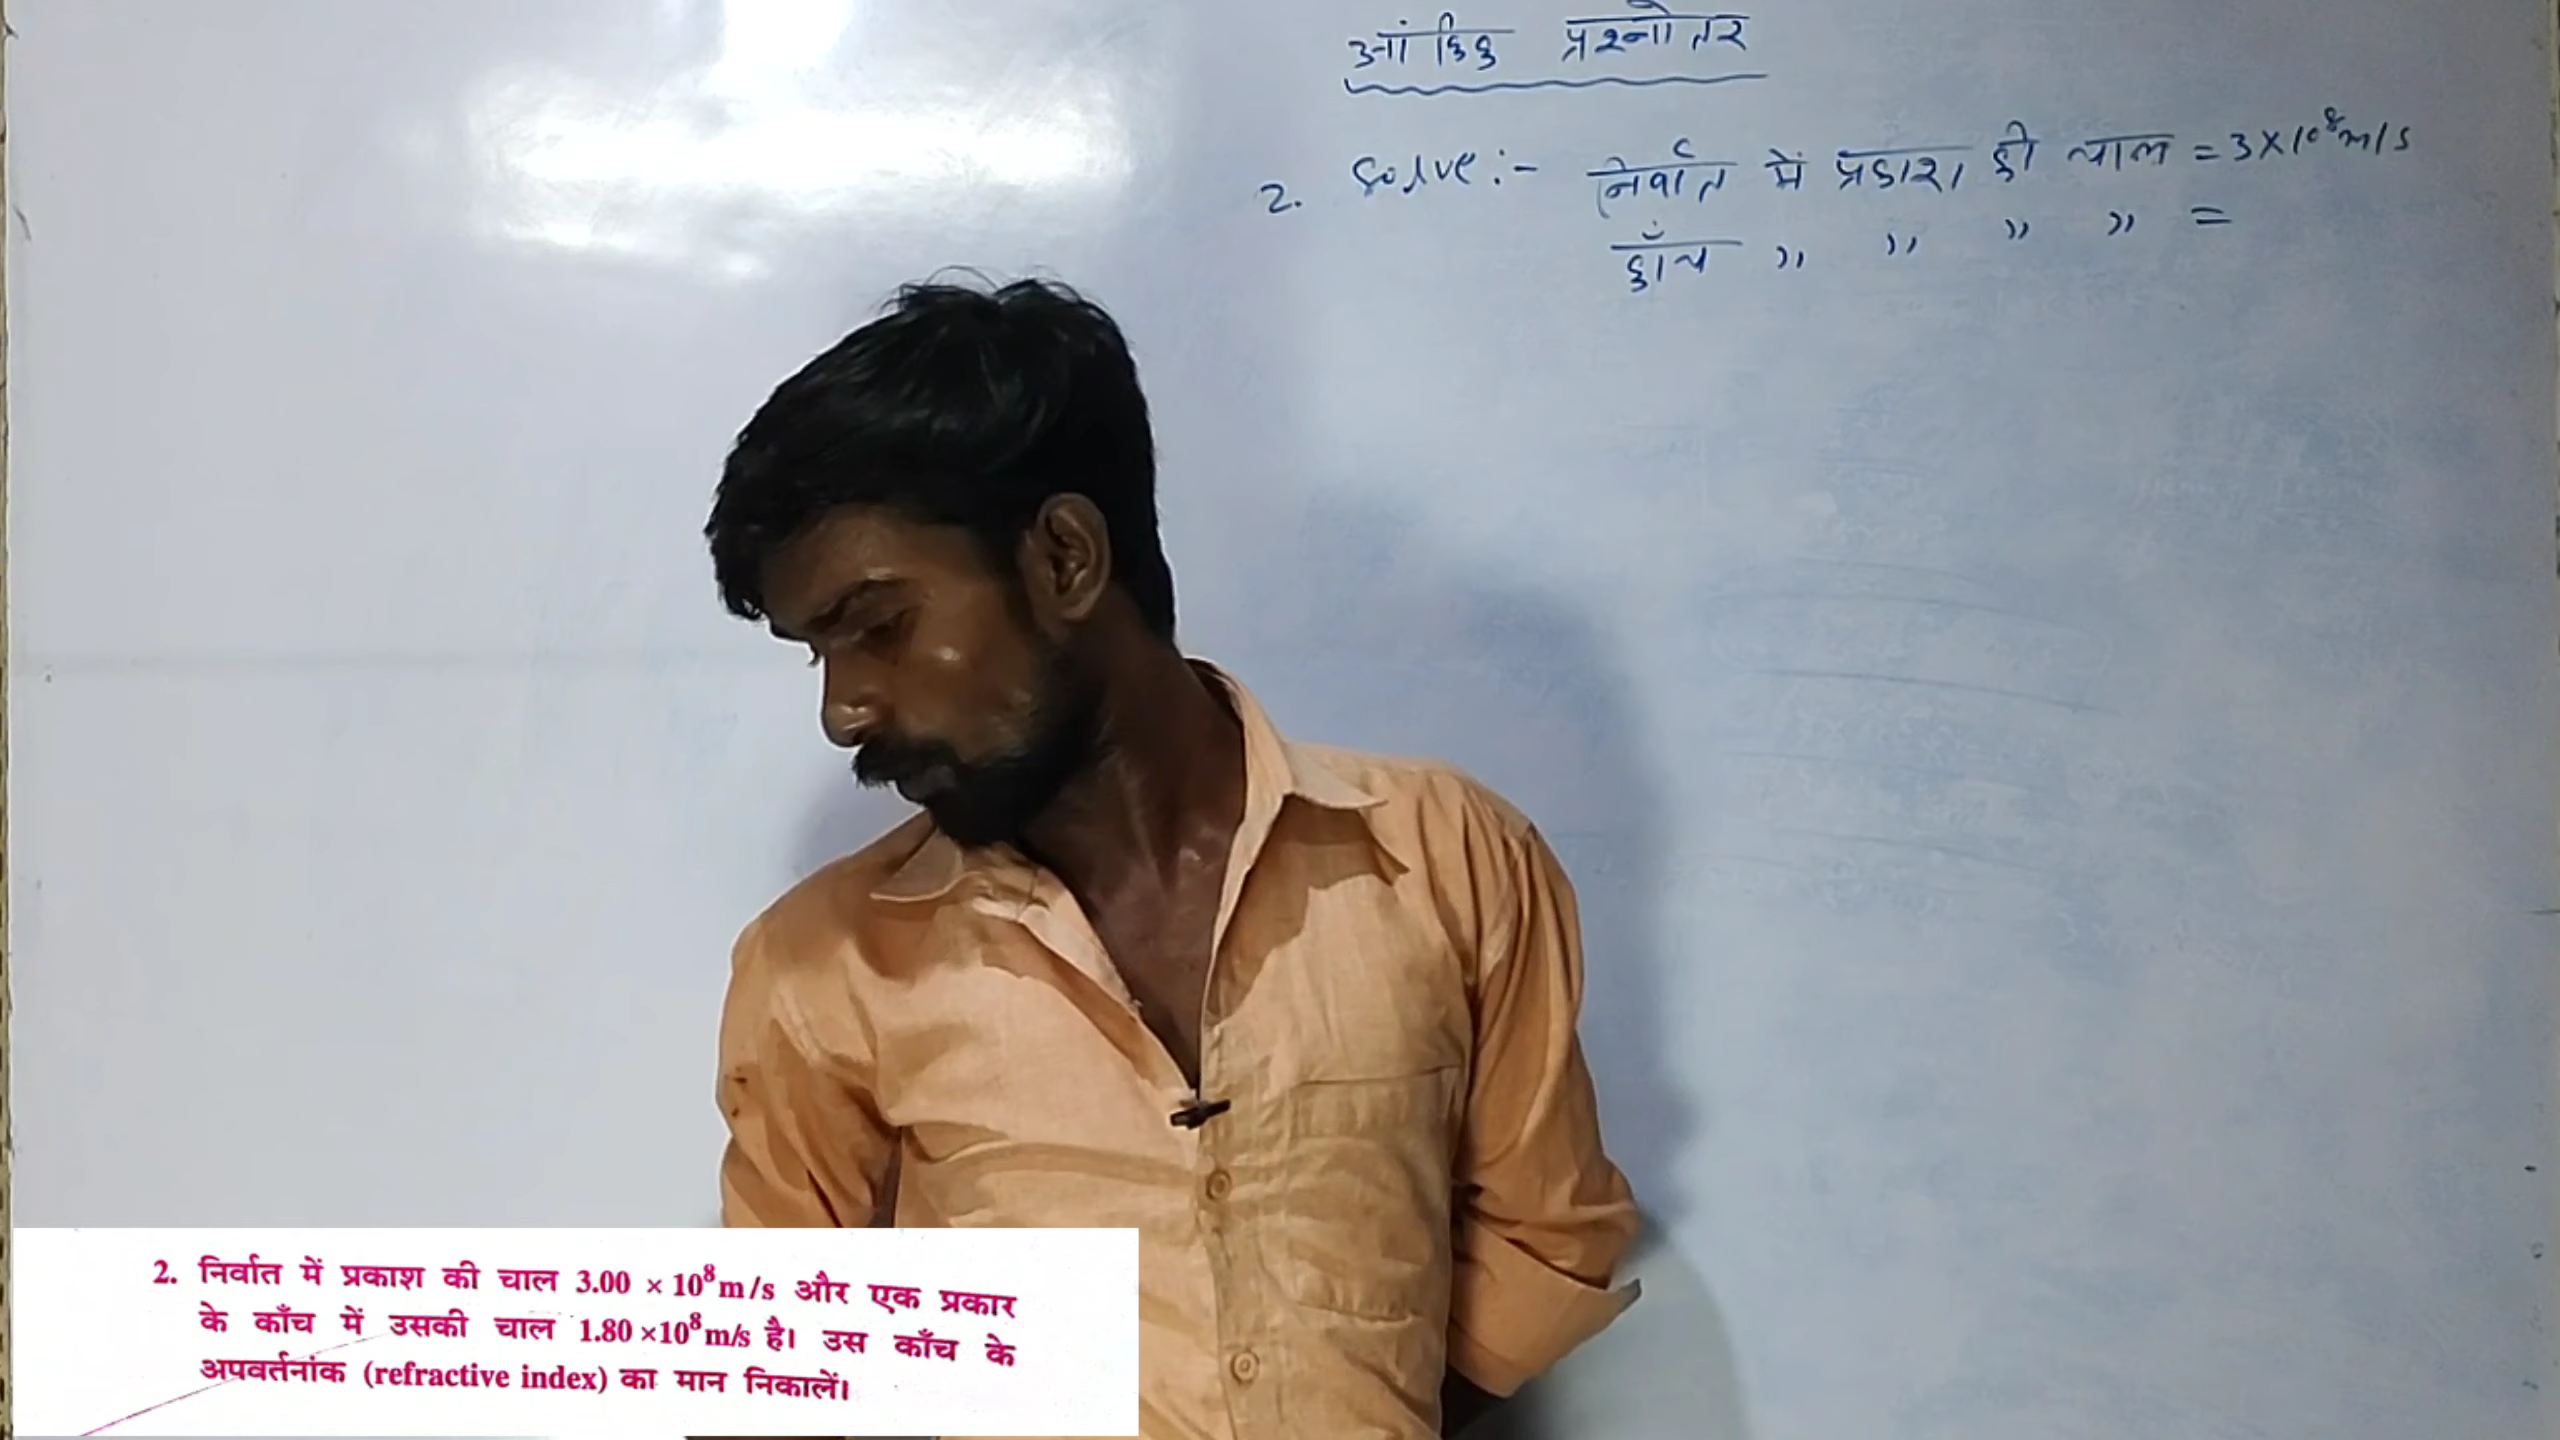 आंकिक प्रश्नोतर
2. Solve :- निर्वात में प्रकाश की चाल = 3×10⁸m/s
काँच ,, ,, ,, ,, =
2. निर्वात में प्रकाश की चाल 3.00 × 10⁸ m/s और एक प्रकार
के काँच में उसकी चाल 1.80 ×10⁸ m/s है। उस काँच के
अपवर्तनांक (refractive index) का मान निकालें।